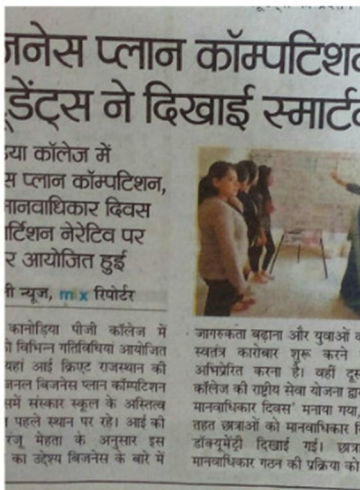 जनेस प्लान कॉम्पटिशन
डेंट्स ने दिखाई स्मार्ट
कॉलेज में
स प्लान कॉम्पटिशन,
मानवाधिकार दिवस
र्टिशन नेरेटिव पर
र आयोजित हुई
न्यूज, mix रिपोर्टर
कानोड़िया पीजी कॉलेज में
विभिन्न गतिविधियां आयोजित
यहां आई क्रिएट राजस्थान की
जनल बिजनेस प्लान कॉम्पटिशन
समें संस्कार स्कूल के अस्तित्व
पहले स्थान पर रहे। आई की
रंजू मेहता के अनुसार इस
का उद्देश्य बिजनेस के बारे में
जागरुकता बढ़ाना और युवाओं
स्वतंत्र कारोबार शुरू करने
अभिप्रेरित करना है। वहीं दूस
कॉलेज की राष्ट्रीय सेवा योजना द्वा
मानवाधिकार दिवस' मनाया गया
तहत छात्राओं को मानवाधिकार
डॉक्यूमेंट्री दिखाई गई। छात्रा
मानवाधिकार गठन की प्रक्रिया को